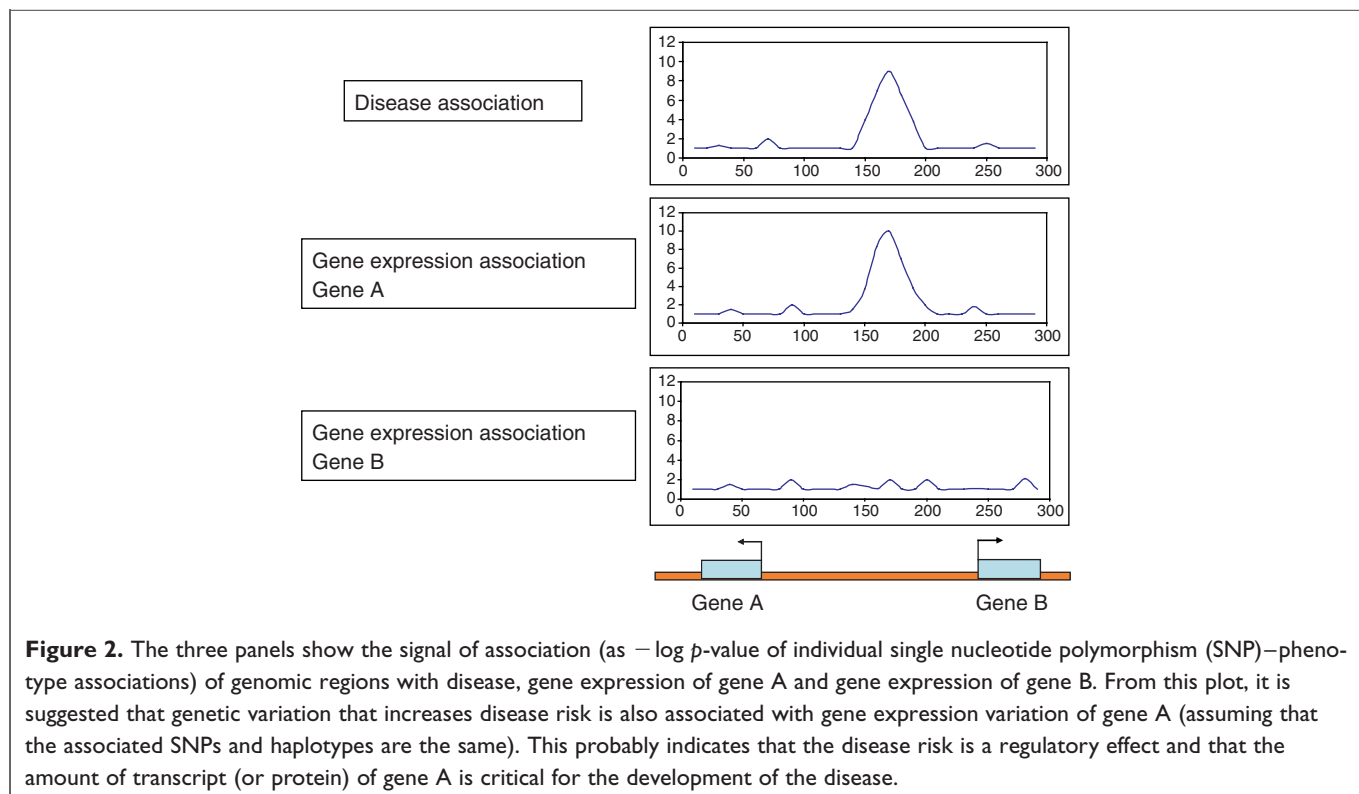 Disease association
12
10
8
6
4
2
0
0 50 100 150 200 250 300
Gene expression association
Gene A
12
10
8
6
4
2
0
0 50 100 150 200 250 300
Gene expression association
Gene B
12
10
8
6
4
2
0
0 50 100 150 200 250 300
Gene A Gene B
Figure 2. The three panels show the signal of association (as − log p-value of individual single nucleotide polymorphism (SNP)–pheno-
type associations) of genomic regions with disease, gene expression of gene A and gene expression of gene B. From this plot, it is
suggested that genetic variation that increases disease risk is also associated with gene expression variation of gene A (assuming that
the associated SNPs and haplotypes are the same). This probably indicates that the disease risk is a regulatory effect and that the
amount of transcript (or protein) of gene A is critical for the development of the disease.